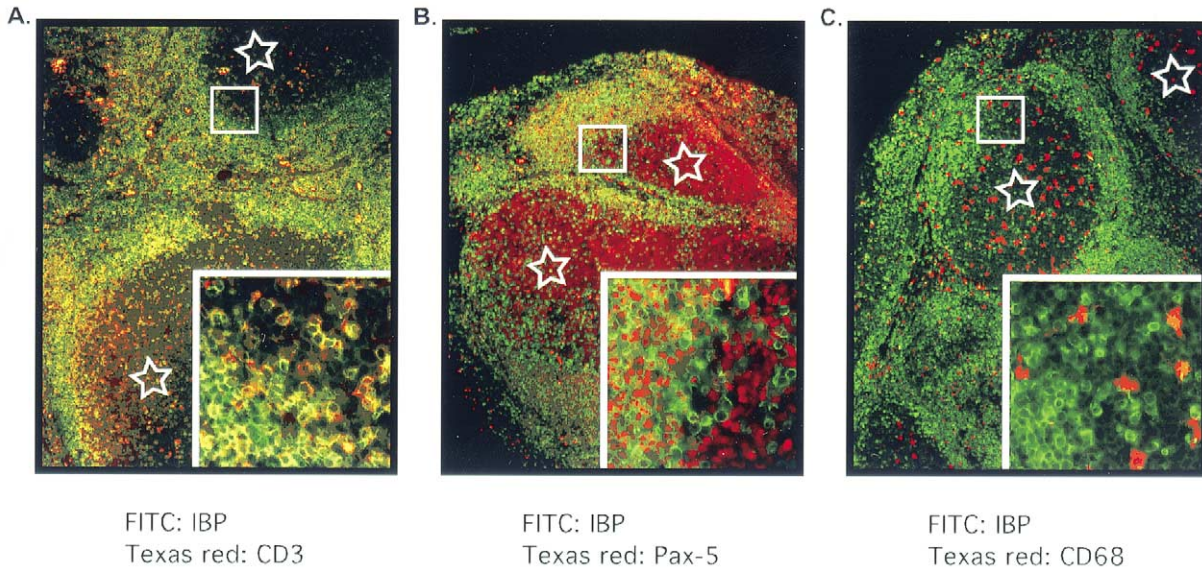 A.
B.
C.
FITC: IBP
Texas red: CD3
FITC: IBP
Texas red: Pax-5
FITC: IBP
Texas red: CD68